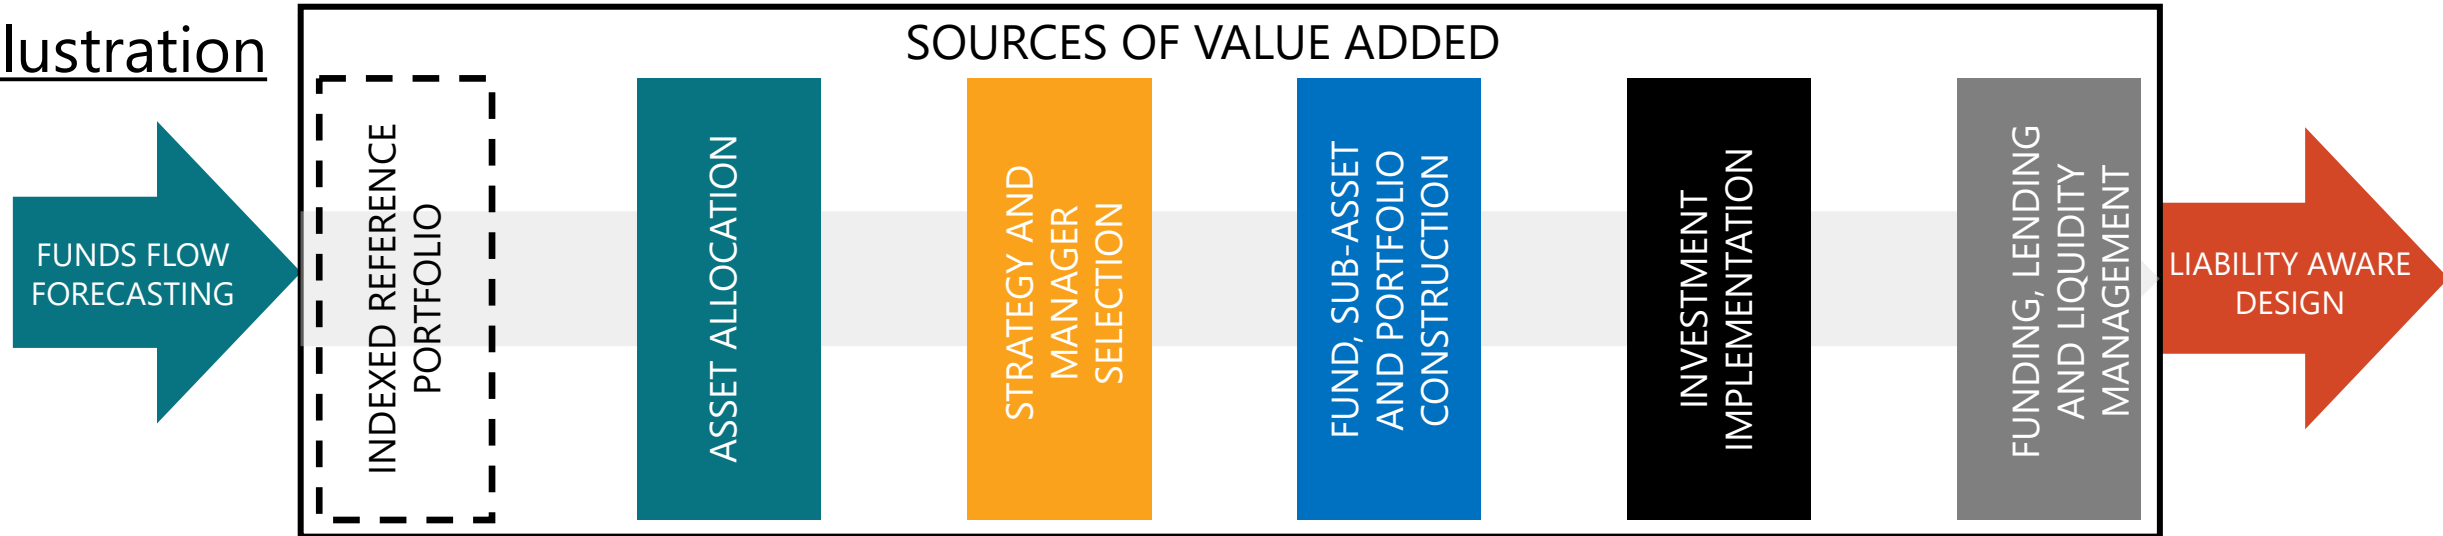 lustration
SOURCES OF VALUE ADDED
FUNDS FLOW
FORECASTING
INDEXED REFERENCE
PORTFOLIO
ASSET ALLOCATION
STRATEGY AND
MANAGER
SELECTION
FUND, SUB-ASSET
AND PORTFOLIO
CONSTRUCTION
INVESTMENT
IMPLEMENTATION
FUNDING, LENDING
AND LIQUIDITY
MANAGEMENT
LIABILITY AWARE
DESIGN